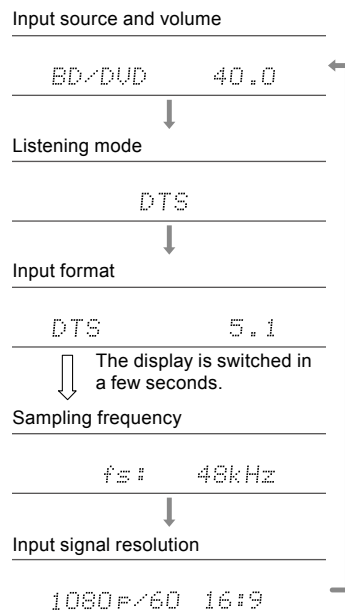 Input source and volume
BD/DVD 40.0
Listening mode
DTS
Input format
DTS 5.1
The display is switched in
a few seconds.
Sampling frequency
fs: 48kHz
Input signal resolution
1080p/60 16:9